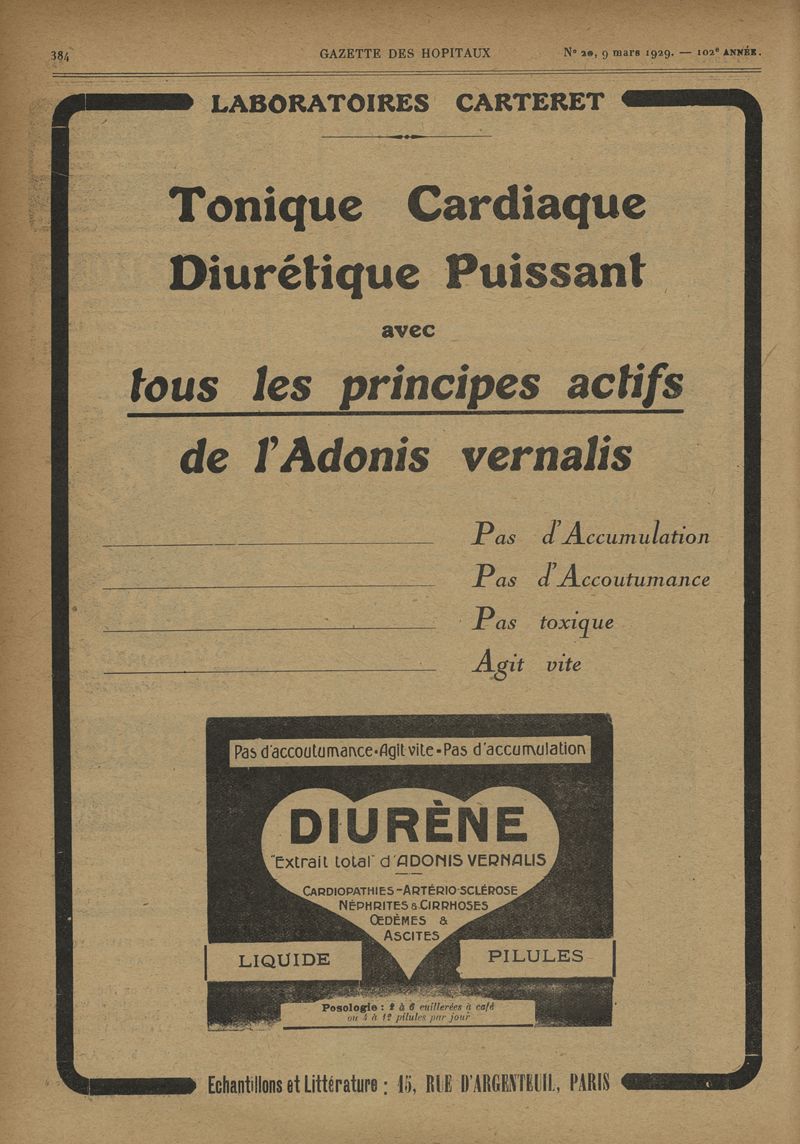 384
GAZETTE DES HOPITAUX
N° 20, 9 mars 1929. — 102e ANNÉE.
LABORATOIRES CARTERET
Tonique Cardiaque
Diurétique Puissant
avec
tous les principes actifs
de l'Adonis vernalis
Pas d'Accumulation
Pas d'Accoutumance
Pas toxique
Agit vite
Pas d'accoutumance-Agit vite-Pas d'accumulation
DIURÈNE
"Extrait total" d'ADONIS VERNALIS
CARDIOPATHIES-ARTÉRIO-SCLÉROSE
NÉPHRITES & CIRRHOSES
ŒDÈMES &
ASCITES
LIQUIDE
PILULES
Posologie : 2 à 6 cuillerées à café
ou 4 à 12 pilules par jour
Echantillons et Littérature : 15, RUE D'ARGENTEUIL, PARIS